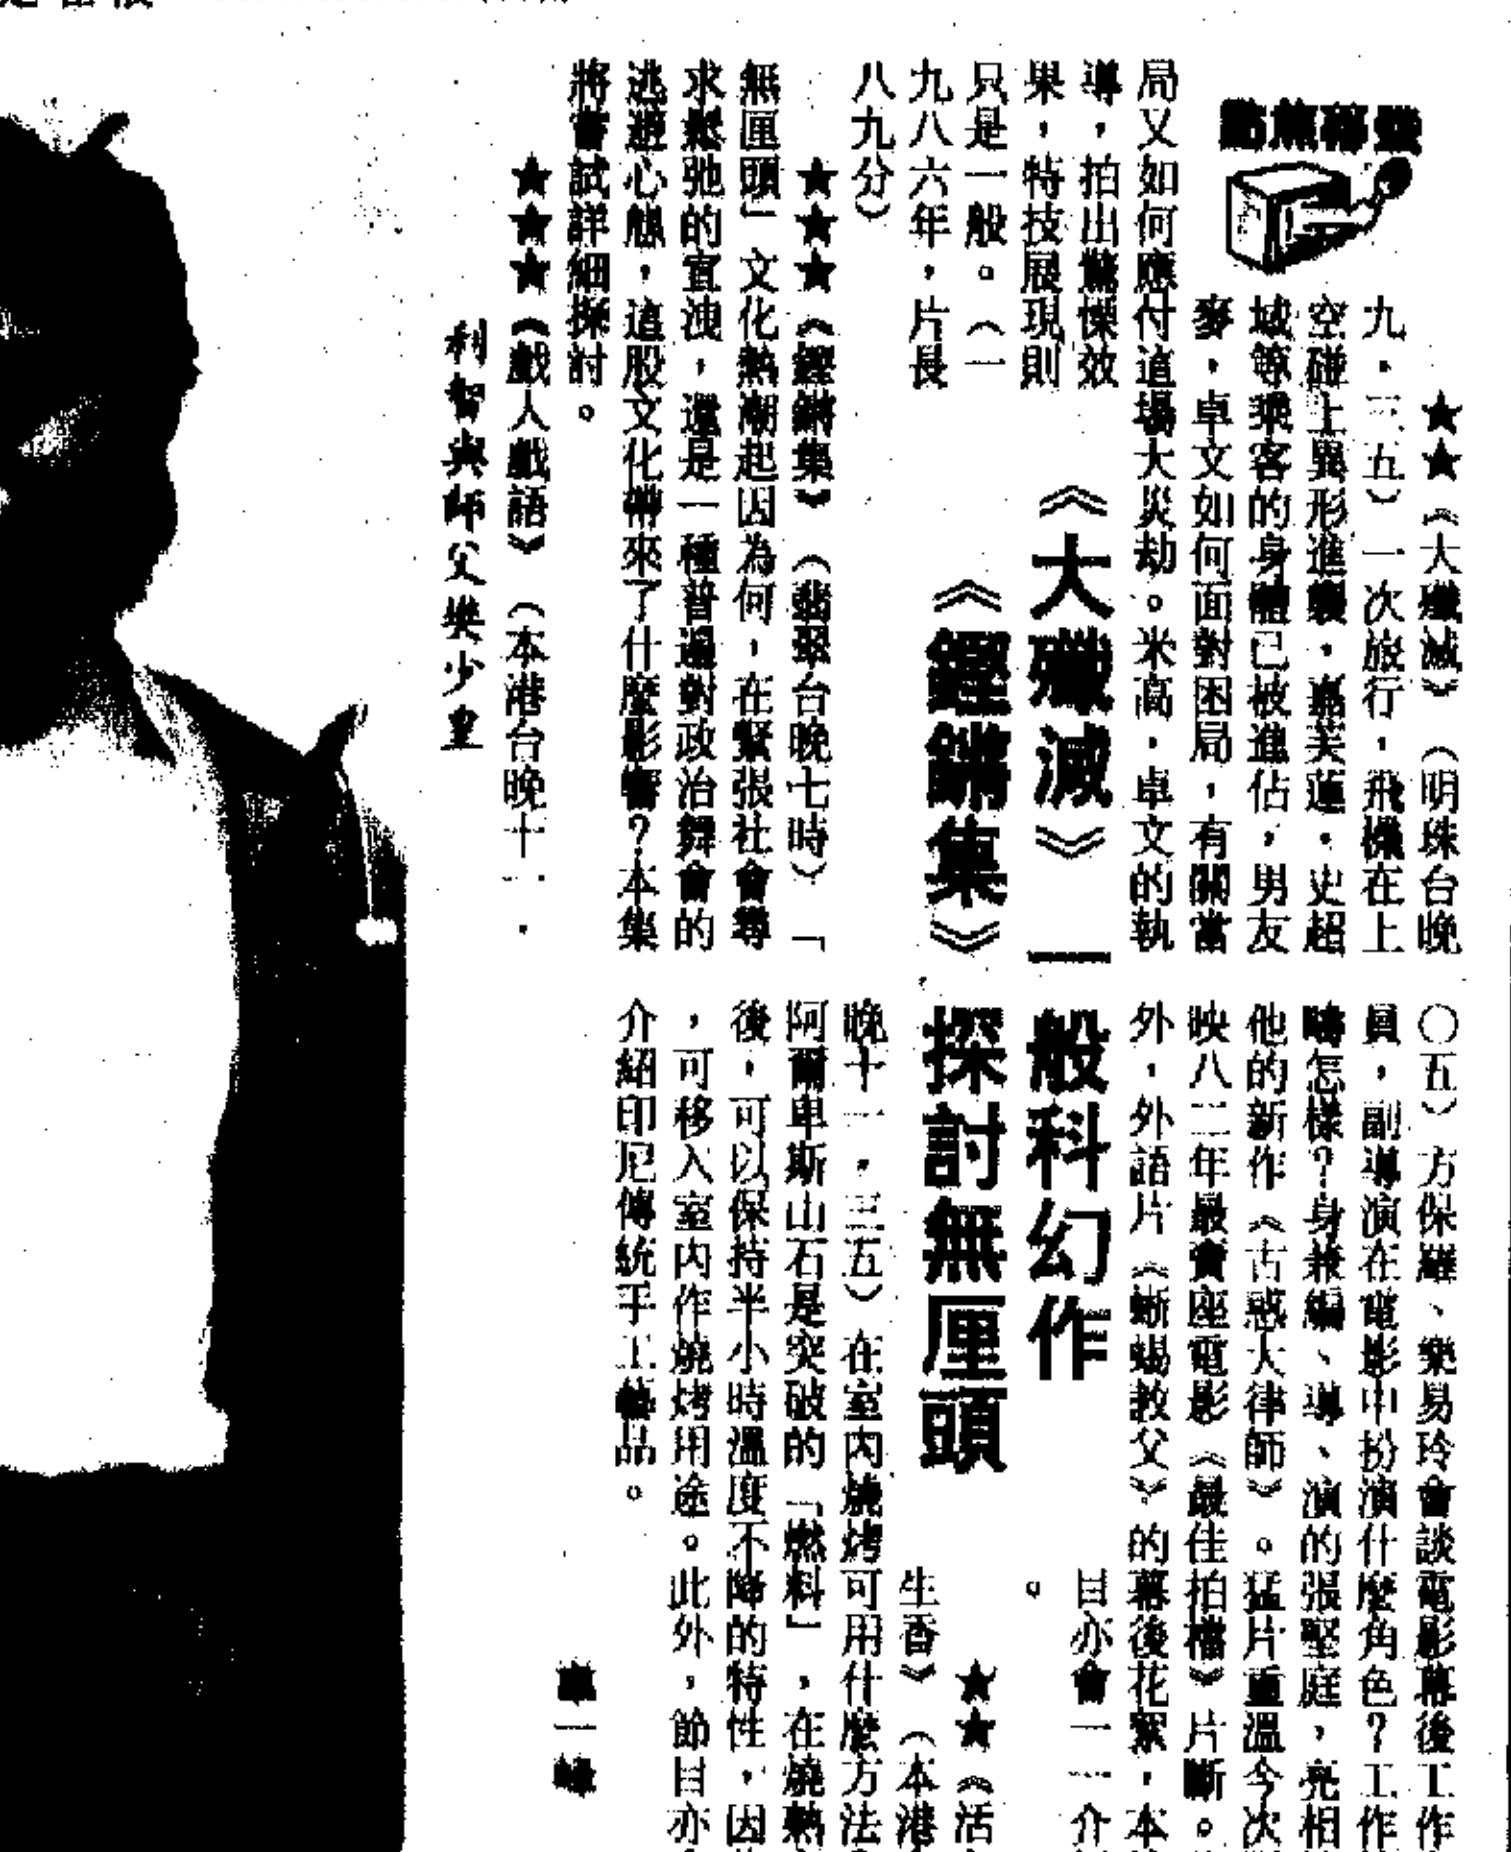 熒幕焦點
《大殲滅》一般科幻作
《鏗鏘集》探討無厘頭
★★《大殲滅》（明珠台晚
九‧三五）一次旅行，飛機在上
空碰上異形進襲，嘉芙蓮‧史超
域等乘客的身體已被進佔，男友
麥‧卓文如何面對困局，有關當
局又如何應付這場大災劫。米高‧卓文的執
導，拍出驚慄效
果，特技展現則
只是一般。（一
九八六年，片長
八九分）
★★★《鏗鏘集》（翡翠台晚七時）「
無厘頭」文化熱潮起因為何，在緊張社會尋
求鬆弛的宣洩，還是一種普遍對政治舞會的
逃避心態，這股文化帶來了什麼影響？本集
將嘗試詳細探討。
★★★《戲人戲語》（本港台晚十一‧
〇五）方保羅、樂易玲會談電影幕後工作
員，副導演在電影中扮演什麼角色？工作
疇怎樣？身兼編、導、演的張堅庭，亮相
他的新作《古惑大律師》。猛片重溫今次
映八二年最賣座電影《最佳拍檔》片斷。
外，外語片《蜥蜴教父》的幕後花絮，本
目亦會一一介
。
★★《活
生香》（本港
晚十一‧三五）在室內燒烤可用什麼方法
阿爾卑斯山石是突破的「燃料」，在燒熱
後，可以保持半小時溫度不降的特性，因
，可移入室內作燒烤用途。此外，節目亦
介紹印尼傳統手工藝品。
一峰
利智與師父樊少皇